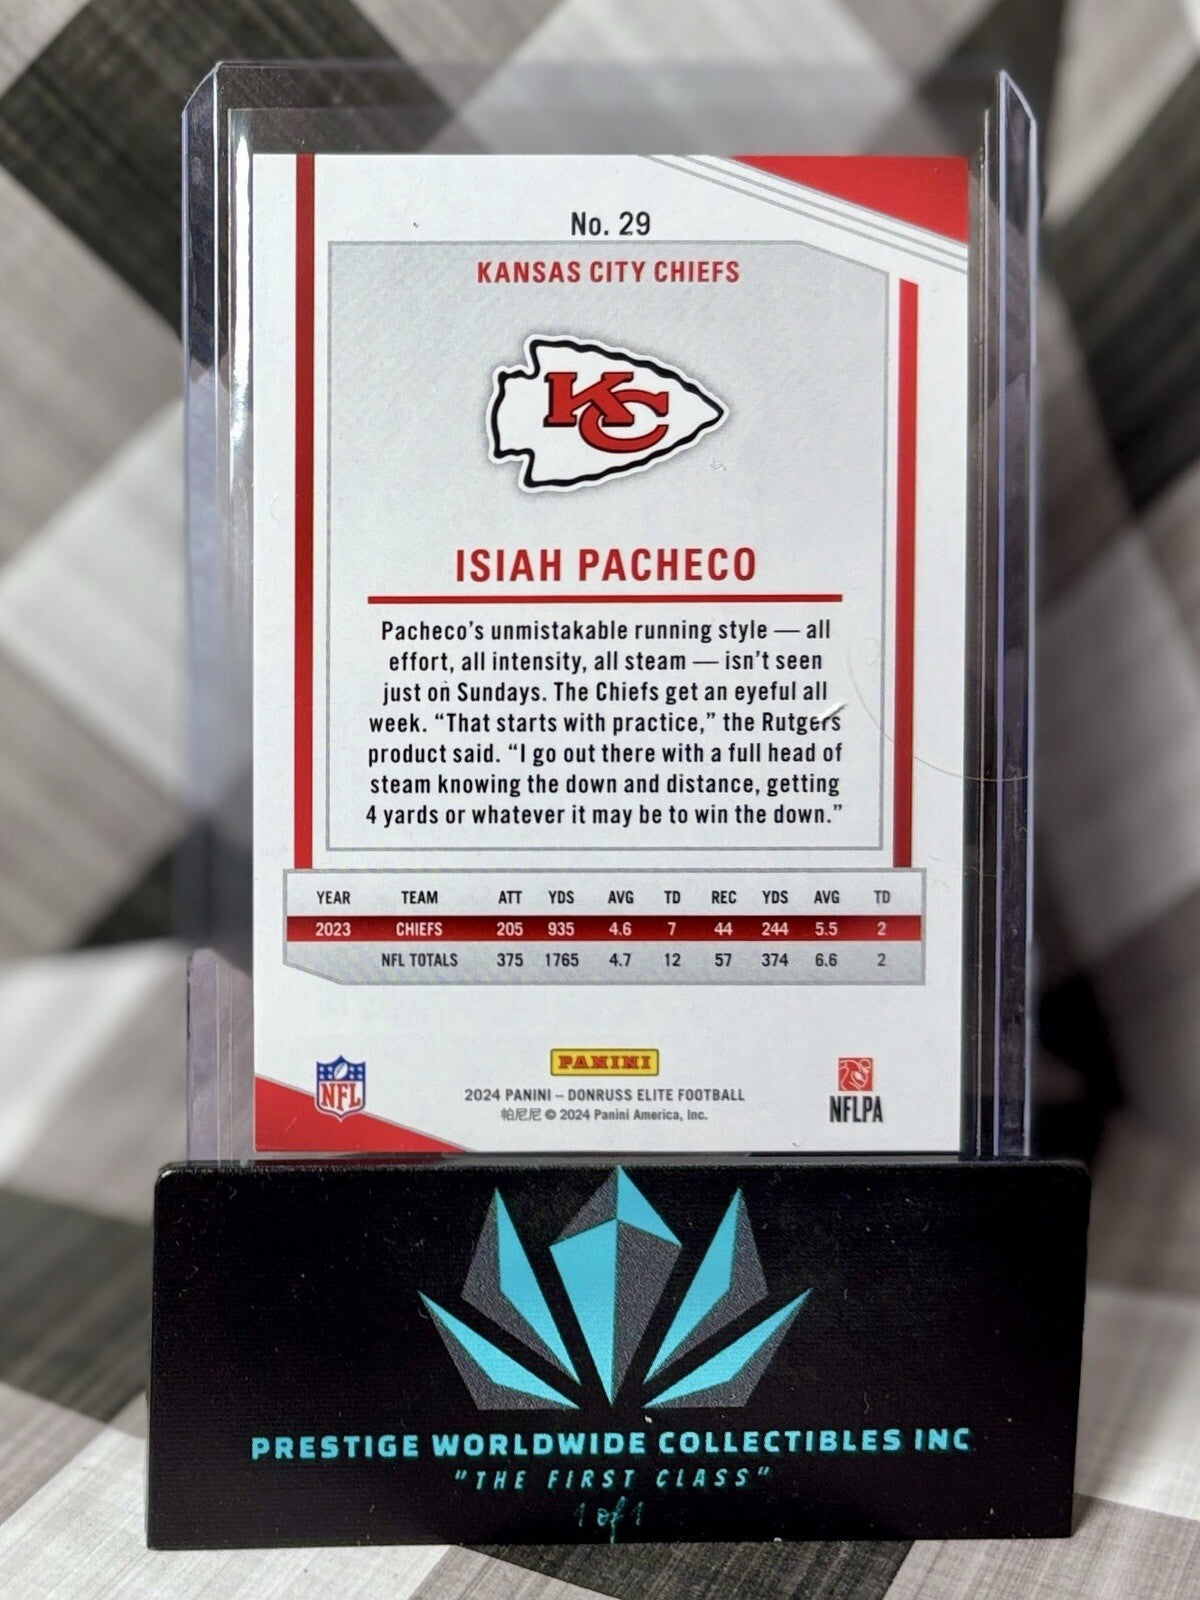 No. 29
KANSAS CITY CHIEFS
KC
ISIAH PACHECO
Pacheco's unmistakable running style — all
effort, all intensity, all steam — isn't seen
just on Sundays. The Chiefs get an eyeful all
week. “That starts with practice,” the Rutgers
product said. “I go out there with a full head of
steam knowing the down and distance, getting
4 yards or whatever it may be to win the down.”
YEAR TEAM ATT YDS AVG TD REC YDS AVG TD
2023 CHIEFS 205 935 4.6 7 44 244 5.5 2
NFL TOTALS 375 1765 4.7 12 57 374 6.6 2
NFL
PANINI
2024 PANINI – DONRUSS ELITE FOOTBALL
帕尼尼 © 2024 Panini America, Inc.
NFLPA
PRESTIGE WORLDWIDE COLLECTIBLES INC
"THE FIRST CLASS"
1 of 1